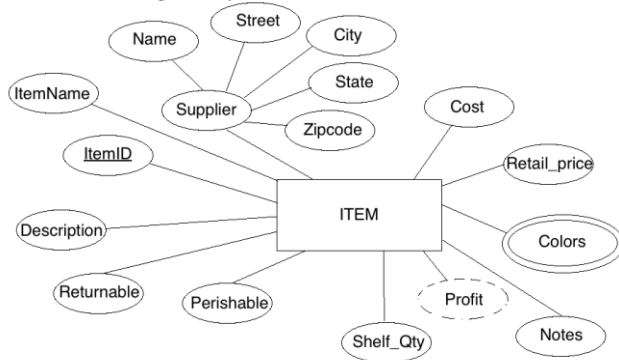 Street
Name
City
State
ItemName
Supplier
Cost
Zipcode
ItemID
Retail_price
ITEM
Description
Colors
Returnable
Perishable
Profit
Shelf_Qty
Notes